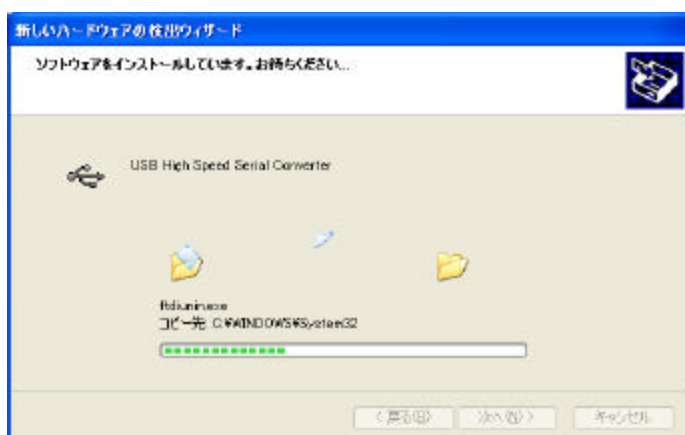 新しいハードウェアの検出ウィザード
ソフトウェアをインストールしています。お待ちください...
USB High Speed Serial Converter
ftdiunin.exe
コピー先: C:¥WINDOWS¥System32
< 戻る(B)
次へ(N) >
キャンセル